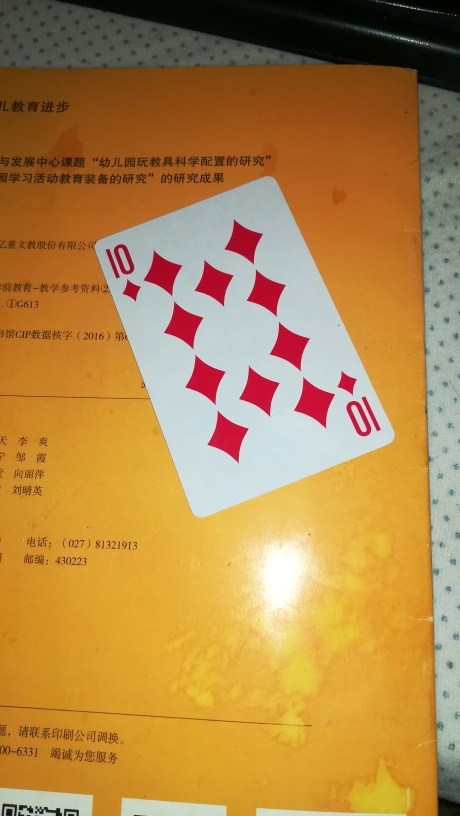 儿教育进步
与发展中心课题“幼儿园玩教具科学配置的研究”
园学习活动教育装备的研究”的研究成果
亿童文教股份有限公司
10
学前教育-教学参考资料
①G613
书馆CIP数据核字（2016）第
天 李 爽
邹 霞
向丽萍
刘晴英
电话：（027）81321913
邮编：430223
题，请联系印刷公司调换。
00-6331 竭诚为您服务
10